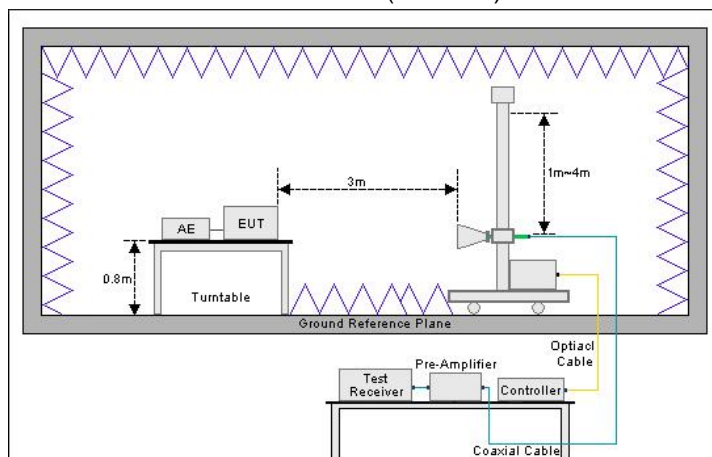 3m
1m~4m
AE
EUT
0.8m
Turntable
Ground Reference Plane
Optiacl
Cable
Pre-Amplifier
Test
Receiver
Controller
Coaxial Cable